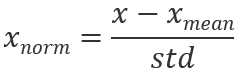 x_norm = (x − x_mean) / std